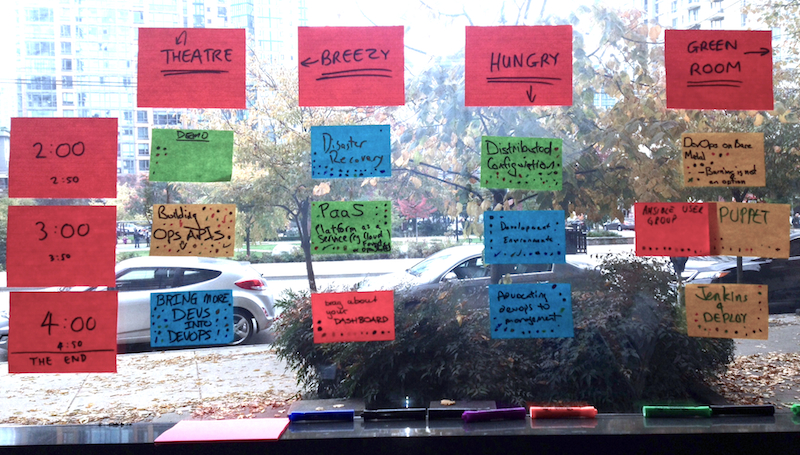 THEATRE
BREEZY
HUNGRY
GREEN
ROOM
2:00
2:50
DEMO
Disaster
Recovery
Distributed
Configuration
DevOps on Bare
Metal
- Burning is not
an option
3:00
3:50
Building
OPS APIs
PaaS
Platform as a
Service
Development
Environments
ANSIBLE USER
GROUP
PUPPET
4:00
4:50
THE END
BRING MORE
DEVS
INTO
DEVOPS
about
your
DASHBOARD
Advocating
devops to
management
Jenkins
& DEPLOY